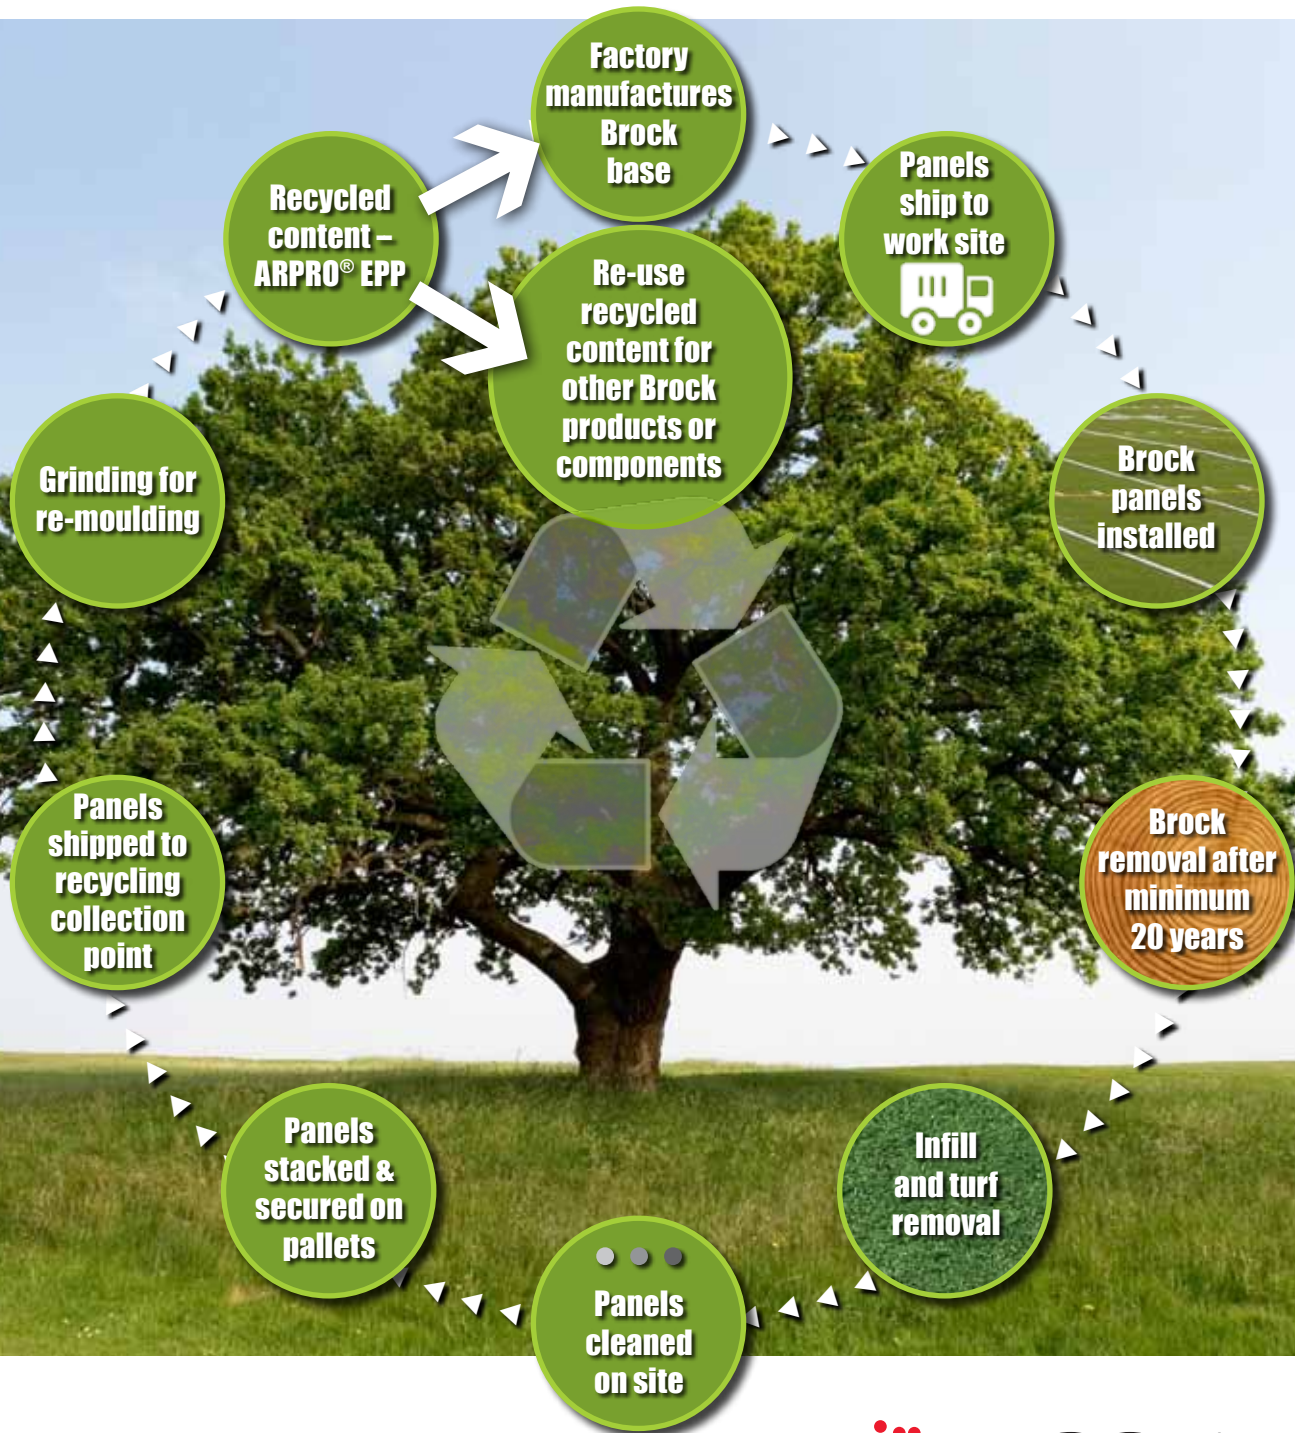 Factory
manufactures
Brock
base
Panels
ship to
work site
Recycled
content –
ARPRO® EPP
Re-use
recycled
content for
other Brock
products or
components
Brock
panels
installed
Grinding for
re-moulding
Brock
removal after
minimum
20 years
Panels
shipped to
recycling
collection
point
Infill
and turf
removal
Panels
stacked &
secured on
pallets
Panels
cleaned
on site